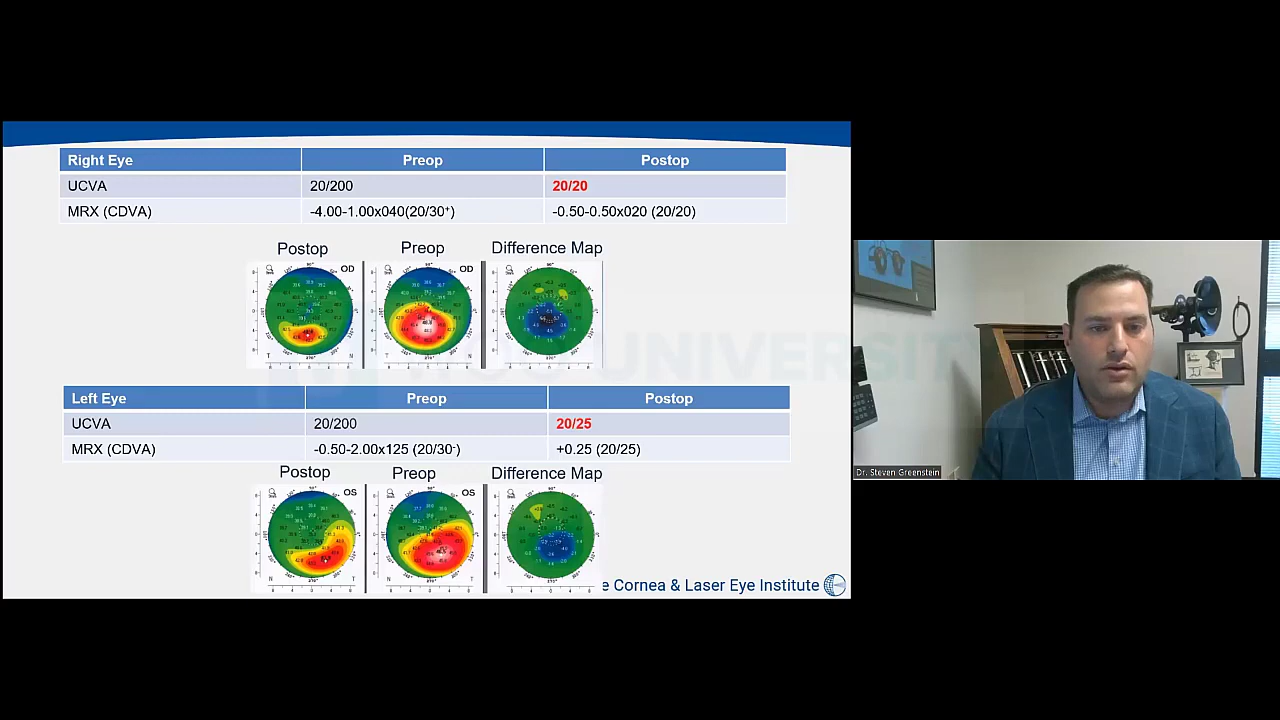 Right Eye Preop Postop
UCVA 20/200 20/20
MRX (CDVA) -4.00-1.00x040(20/30⁺) -0.50-0.50x020 (20/20)
Postop Preop Difference Map
OD OD
Left Eye Preop Postop
UCVA 20/200 20/25
MRX (CDVA) -0.50-2.00x125 (20/30⁻) +0.25 (20/25)
Postop Preop Difference Map
OS OS
e Cornea & Laser Eye Institute
UNIVERSITY
Dr. Steven Greenstein